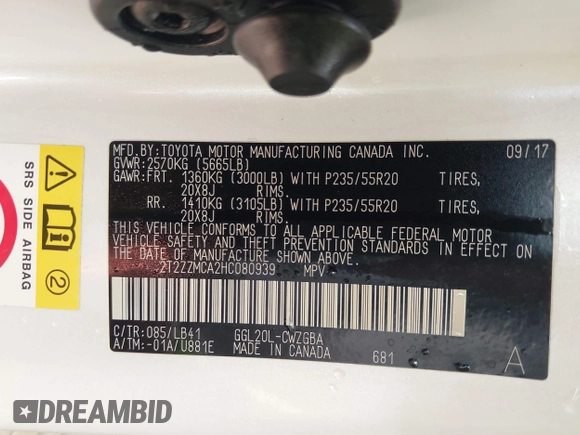 MFD.BY:TOYOTA MOTOR MANUFACTURING CANADA INC. 09/17
GVWR:2570KG (5665LB)
GAWR:FRT. 1360KG (3000LB) WITH P235/55R20 TIRES,
20X8J RIMS.
RR. 1410KG (3105LB) WITH P235/55R20 TIRES,
20X8J RIMS.
THIS VEHICLE CONFORMS TO ALL APPLICABLE FEDERAL MOTOR
VEHICLE SAFETY AND THEFT PREVENTION STANDARDS IN EFFECT
ON THE DATE OF MANUFACTURE SHOWN ABOVE.
2T2ZZMCA2HC080939 MPV
C/TR:085/LB41 GGL20L-CWZGBA
A/TM:-01A/U881E MADE IN CANADA 681 A
SRS SIDE AIRBAG
2
DREAMBID